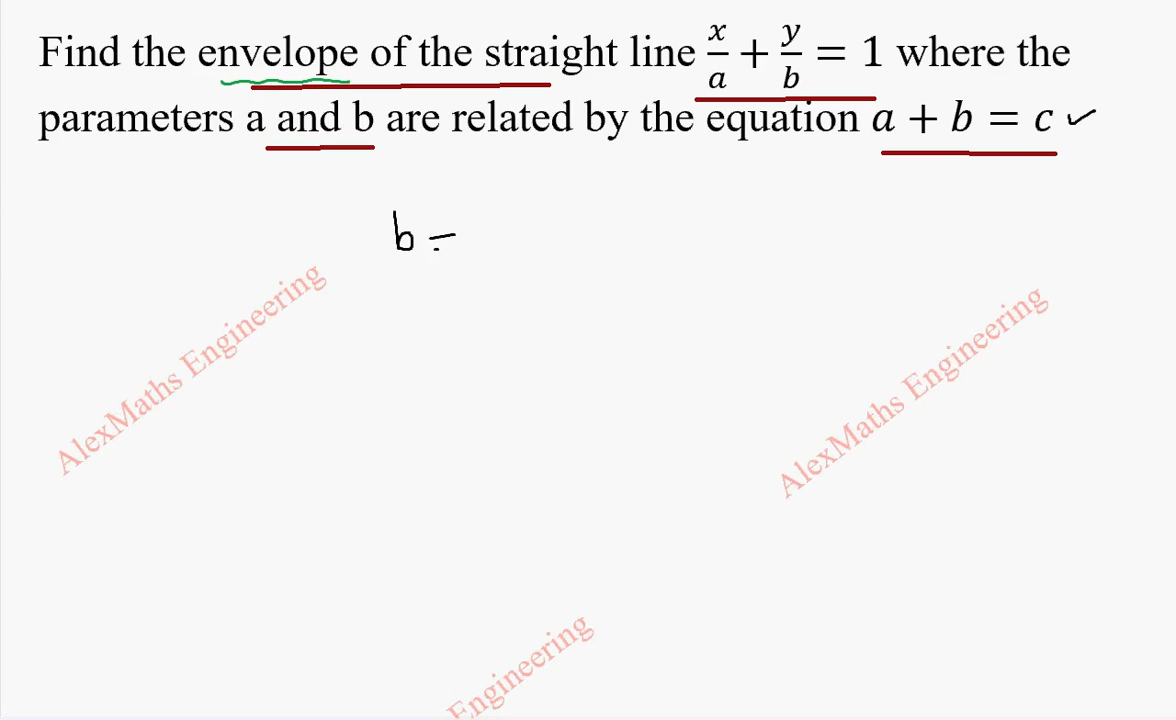 Find the envelope of the straight line x/a + y/b = 1 where the
parameters a and b are related by the equation a + b = c ✓
b =
AlexMaths Engineering
AlexMaths Engineering
Engineering